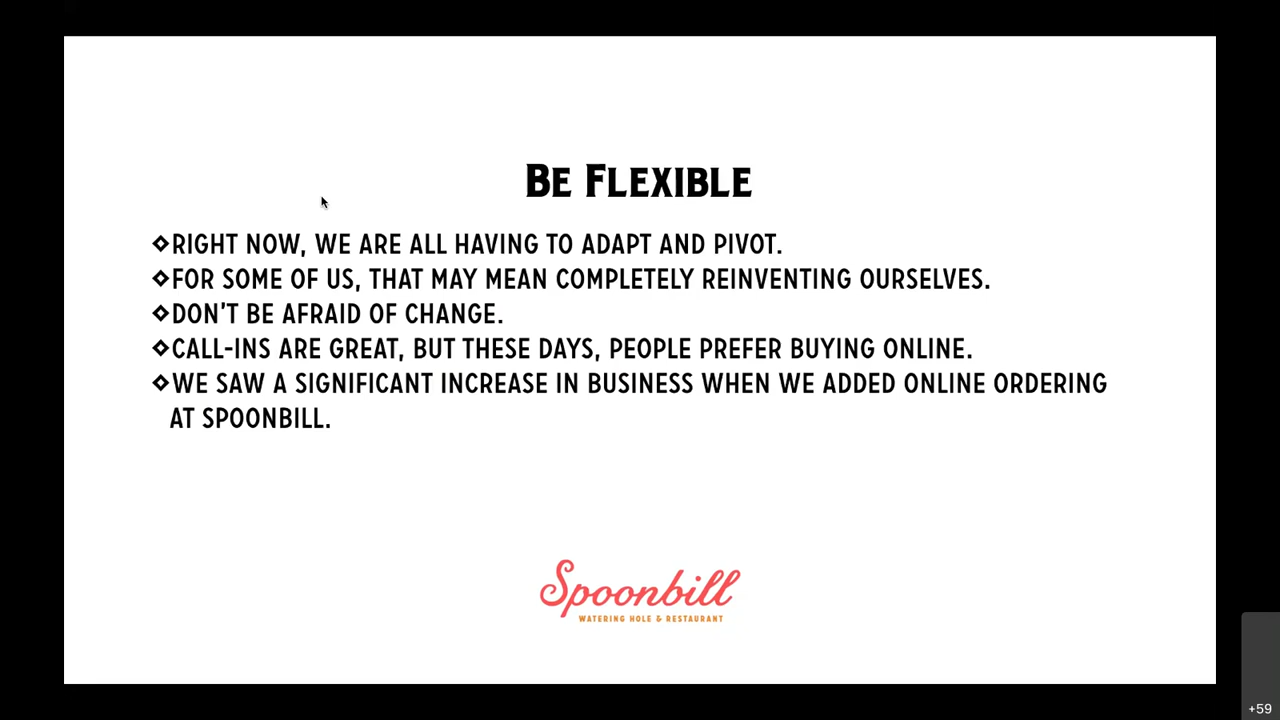 BE FLEXIBLE
◇RIGHT NOW, WE ARE ALL HAVING TO ADAPT AND PIVOT.
◇FOR SOME OF US, THAT MAY MEAN COMPLETELY REINVENTING OURSELVES.
◇DON'T BE AFRAID OF CHANGE.
◇CALL-INS ARE GREAT, BUT THESE DAYS, PEOPLE PREFER BUYING ONLINE.
◇WE SAW A SIGNIFICANT INCREASE IN BUSINESS WHEN WE ADDED ONLINE ORDERING
AT SPOONBILL.
Spoonbill
WATERING HOLE & RESTAURANT
+59